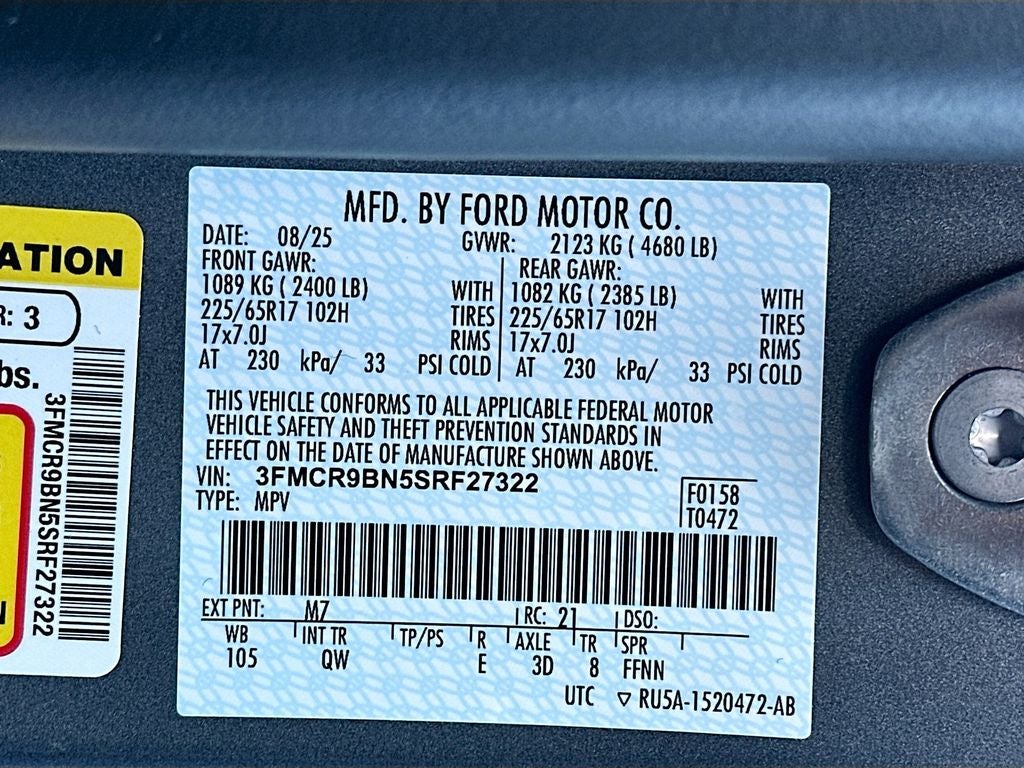 MFD. BY FORD MOTOR CO.
DATE: 08/25 GVWR: 2123 KG ( 4680 LB)
FRONT GAWR: REAR GAWR:
1089 KG ( 2400 LB) WITH 1082 KG ( 2385 LB) WITH
225/65R17 102H TIRES 225/65R17 102H TIRES
17x7.0J RIMS 17x7.0J RIMS
AT 230 kPa/ 33 PSI COLD AT 230 kPa/ 33 PSI COLD
THIS VEHICLE CONFORMS TO ALL APPLICABLE FEDERAL MOTOR
VEHICLE SAFETY AND THEFT PREVENTION STANDARDS IN
EFFECT ON THE DATE OF MANUFACTURE SHOWN ABOVE.
VIN: 3FMCR9BN5SRF27322
TYPE: MPV
F0158
T0472
EXT PNT: M7 RC: 21 DSO:
WB INT TR TP/PS R AXLE TR SPR
105 QW E 3D 8 FFNN
UTC ▽ RU5A-1520472-AB
ATION
R: 3
bs.
3FMCR9BN5SRF27322